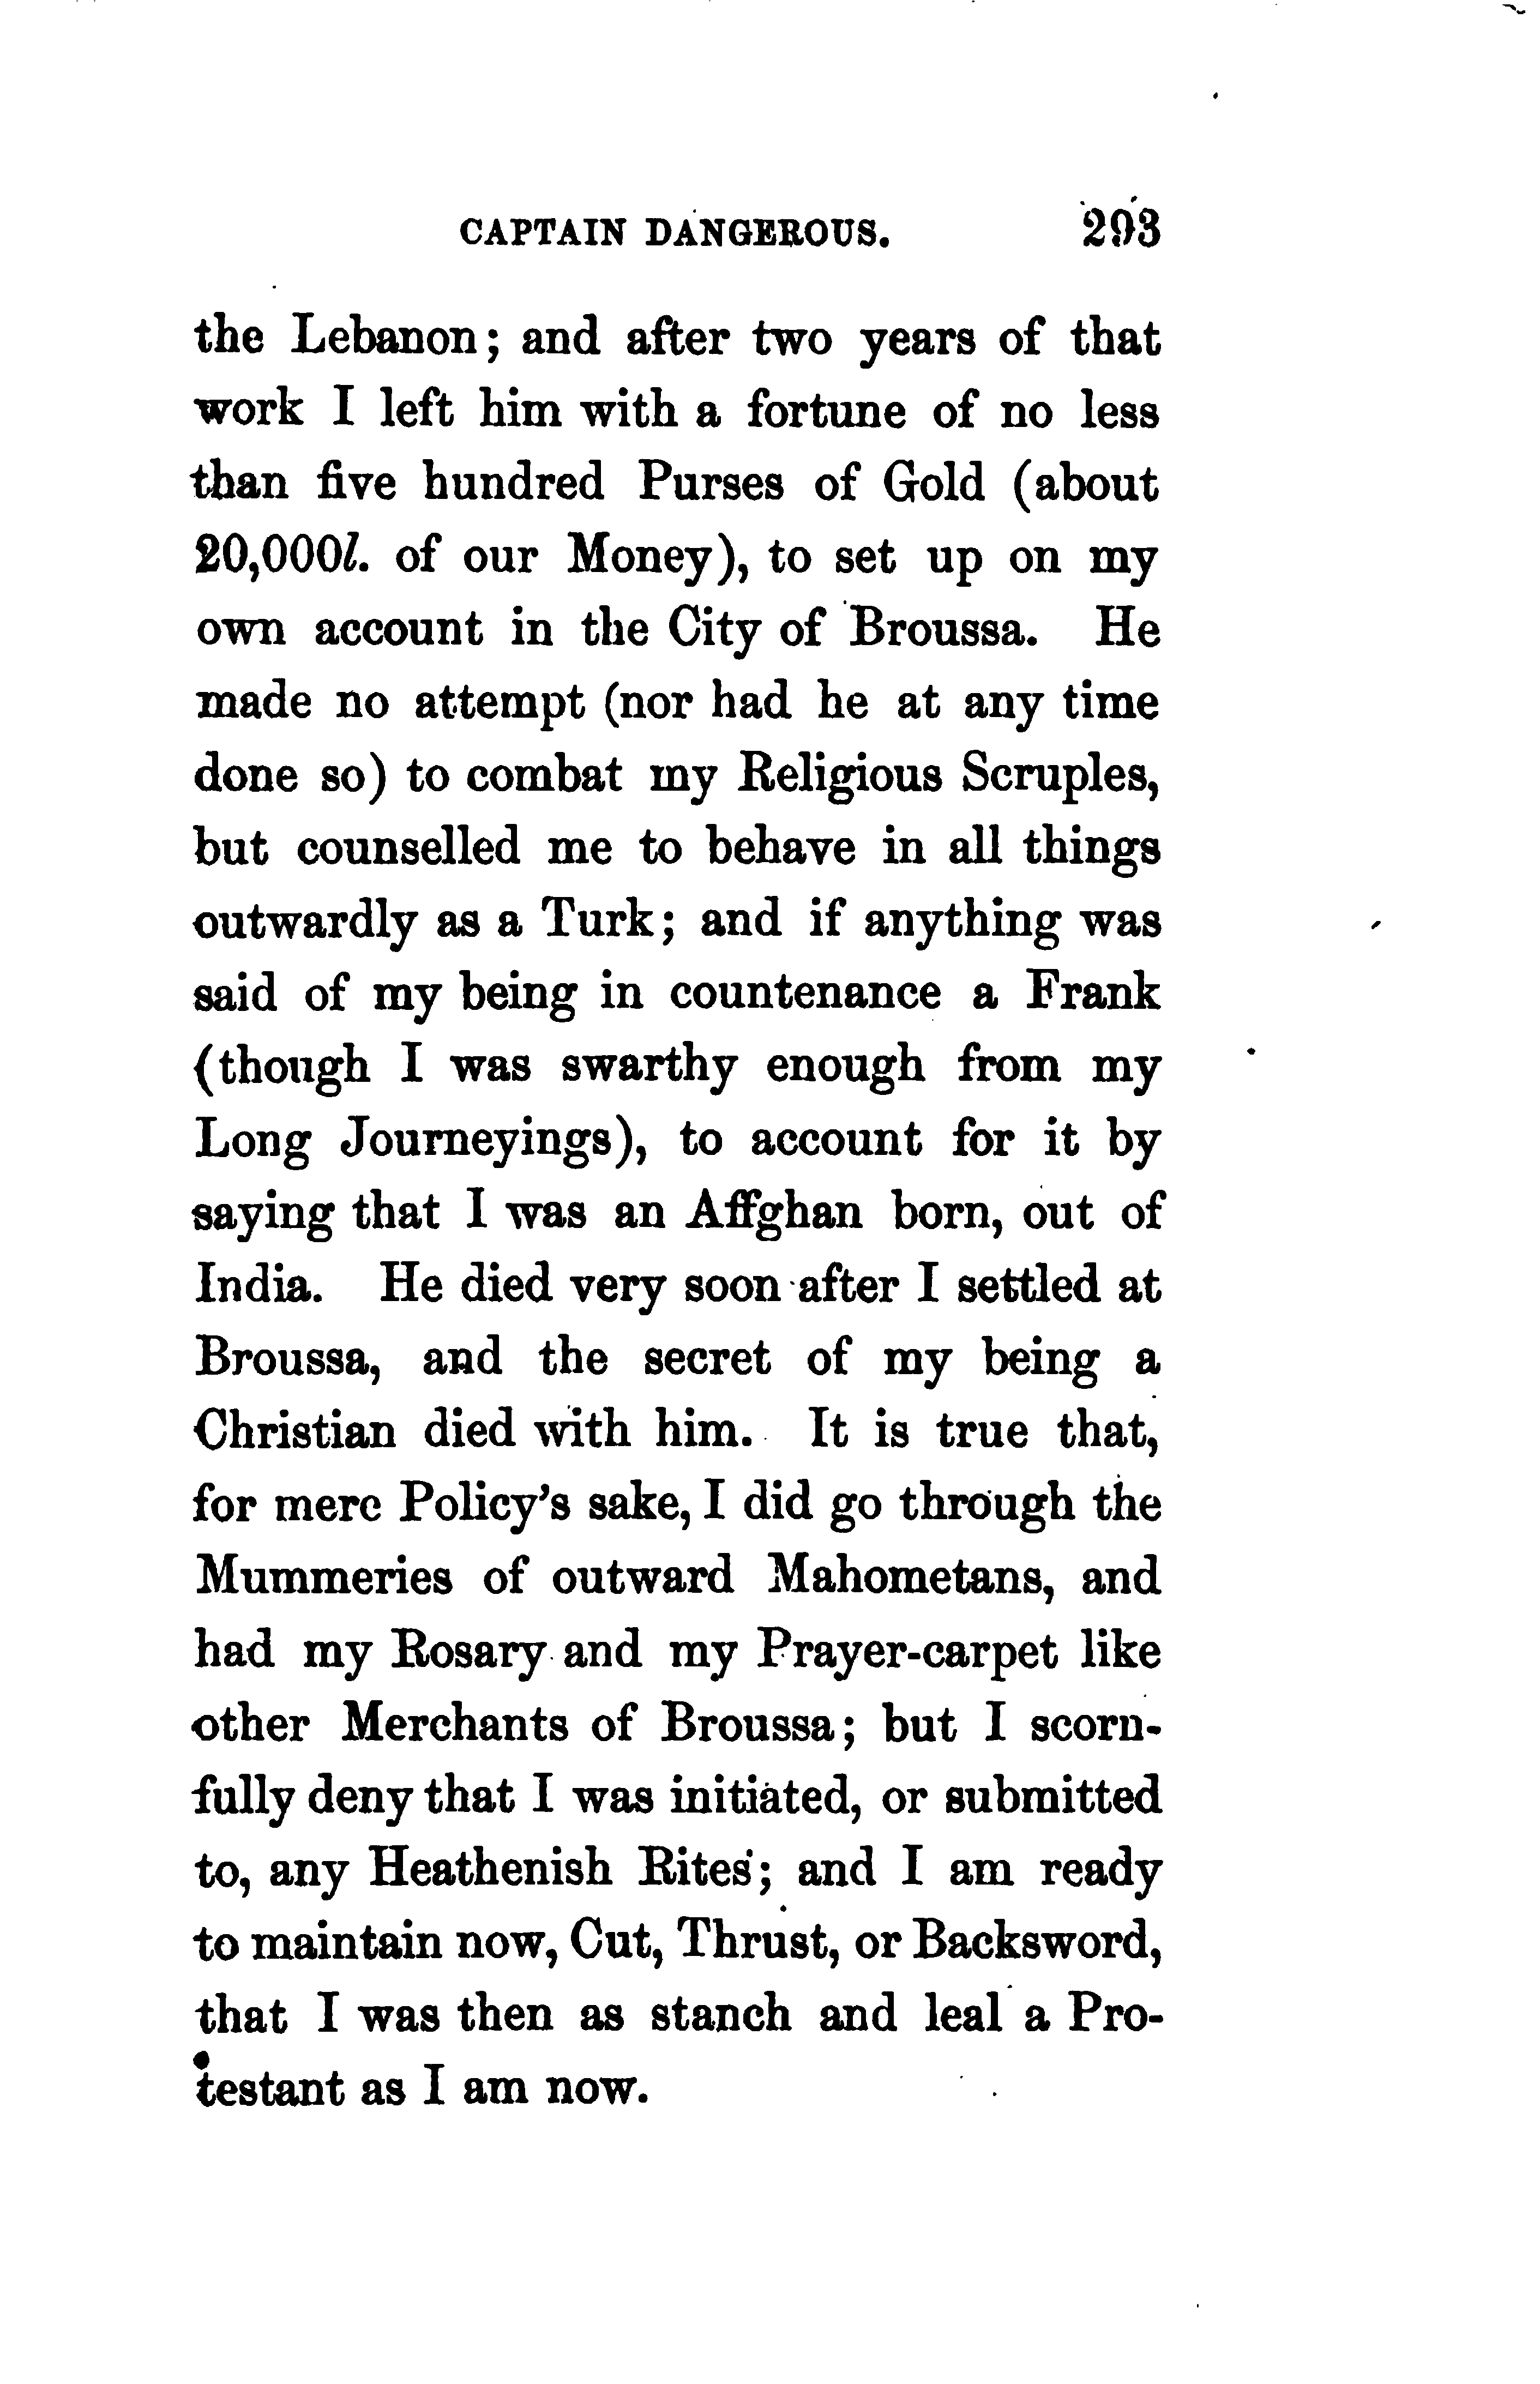 CAPTAIN DANGEROUS. 293
the Lebanon; and after two years of that
work I left him with a fortune of no less
than five hundred Purses of Gold (about
20,000l. of our Money), to set up on my
own account in the City of Broussa. He
made no attempt (nor had he at any time
done so) to combat my Religious Scruples,
but counselled me to behave in all things
outwardly as a Turk; and if anything was
said of my being in countenance a Frank
(though I was swarthy enough from my
Long Journeyings), to account for it by
saying that I was an Affghan born, out of
India. He died very soon after I settled at
Broussa, and the secret of my being a
Christian died with him. It is true that,
for mere Policy's sake, I did go through the
Mummeries of outward Mahometans, and
had my Rosary and my Prayer-carpet like
other Merchants of Broussa; but I scorn-
fully deny that I was initiated, or submitted
to, any Heathenish Rites; and I am ready
to maintain now, Cut, Thrust, or Backsword,
that I was then as stanch and leal a Pro-
testant as I am now.